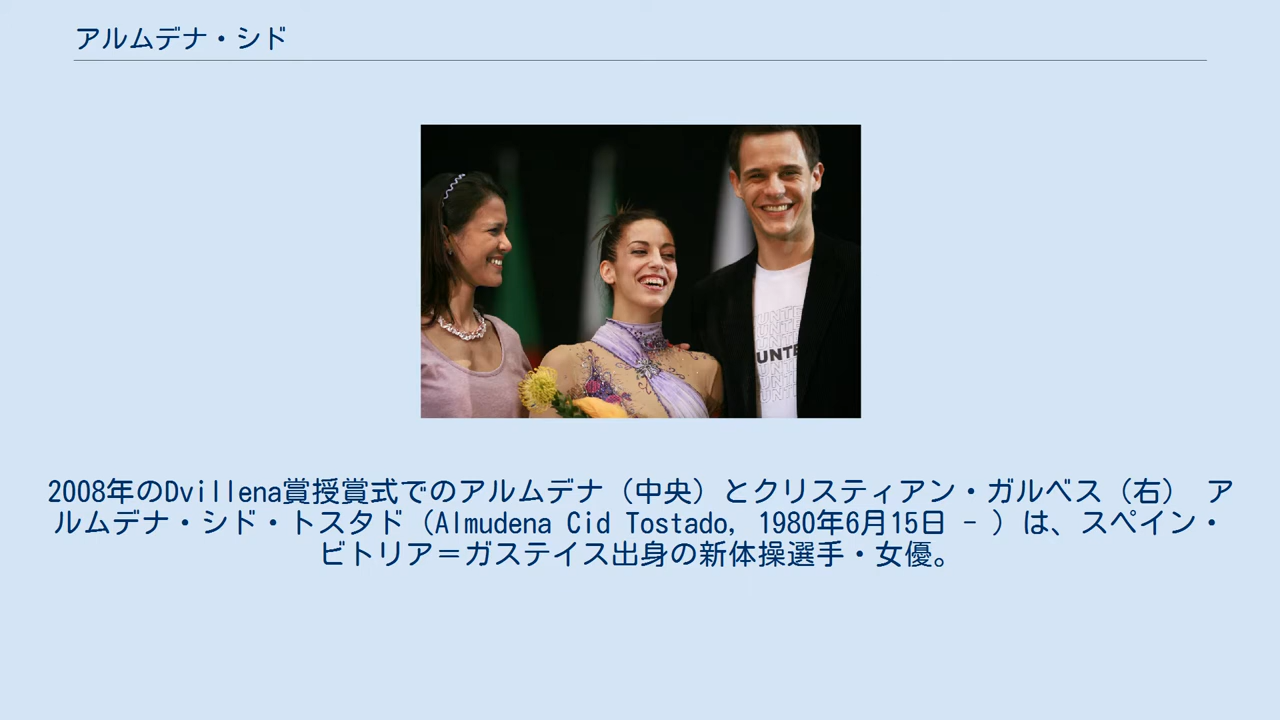 アルムデナ・シド
UNTE
2008年のDvillena賞授賞式でのアルムデナ（中央）とクリスティアン・ガルベス（右） ア
ルムデナ・シド・トスタド（Almudena Cid Tostado, 1980年6月15日 - ）は、スペイン・
ビトリア＝ガステイス出身の新体操選手・女優。